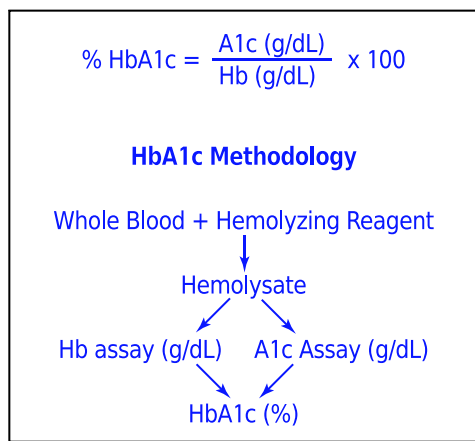 % HbA1c = A1c (g/dL) / Hb (g/dL) x 100
HbA1c Methodology
Whole Blood + Hemolyzing Reagent
Hemolysate
Hb assay (g/dL) A1c Assay (g/dL)
HbA1c (%)